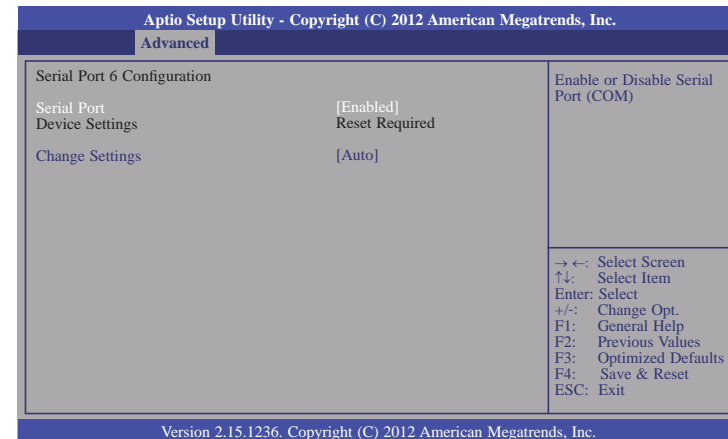 Aptio Setup Utility - Copyright (C) 2012 American Megatrends, Inc.
Advanced
Serial Port 6 Configuration
Serial Port [Enabled]
Device Settings Reset Required
Change Settings [Auto]
Enable or Disable Serial
Port (COM)
→ ←: Select Screen
↑↓: Select Item
Enter: Select
+/-: Change Opt.
F1: General Help
F2: Previous Values
F3: Optimized Defaults
F4: Save & Reset
ESC: Exit
Version 2.15.1236. Copyright (C) 2012 American Megatrends, Inc.